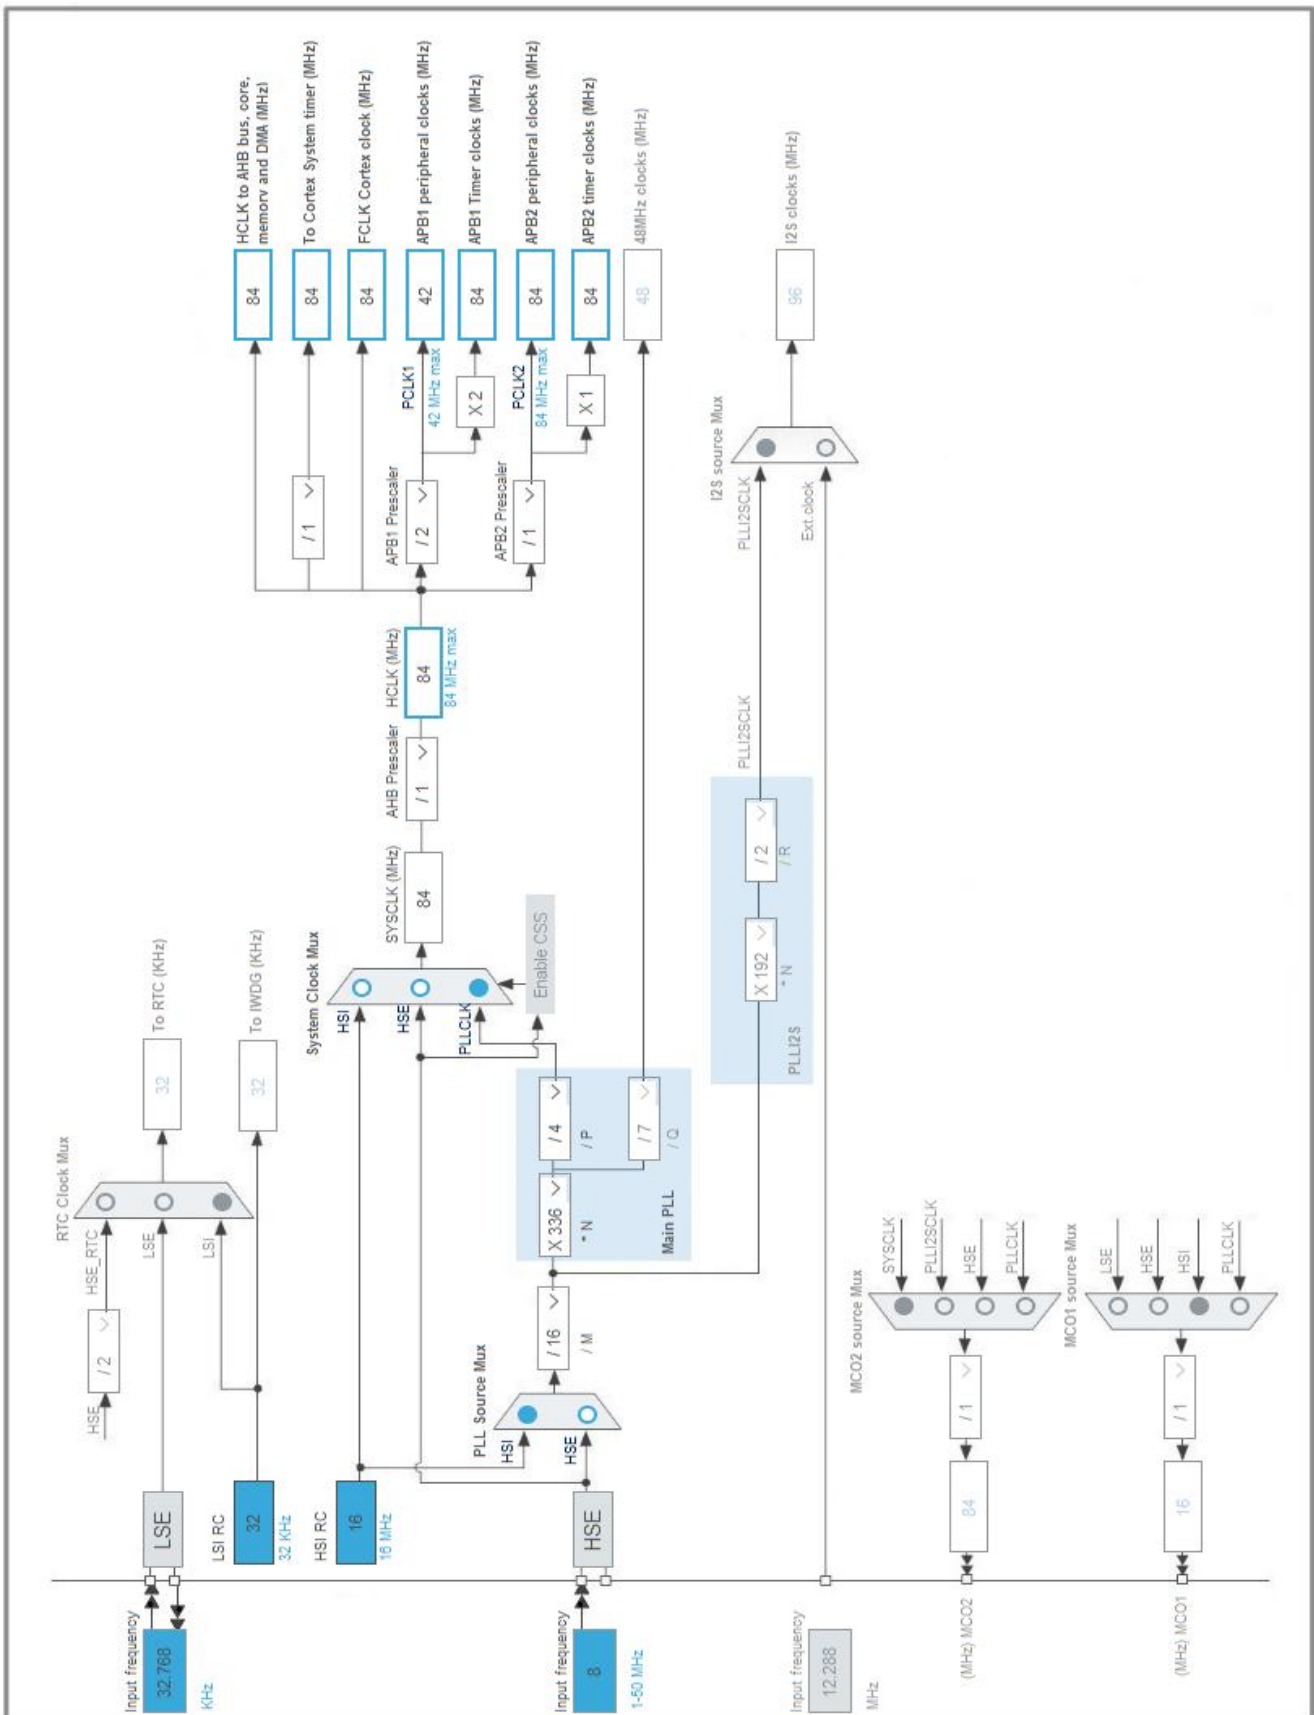 Input frequency
32.768
KHz
LSE
LSI RC
32
32 KHz
HSI RC
16
16 MHz
Input frequency
8
1-50 MHz
HSE
Input frequency
12.288
MHz
HSE
/ 2
HSE_RTC
LSE
LSI
RTC Clock Mux
32
To RTC (KHz)
32
To IWDG (KHz)
PLL Source Mux
HSI
HSE
/ 16
/ M
X 336
* N
/ 4
/ P
/ 7
/ Q
Main PLL
System Clock Mux
HSI
HSE
PLLCLK
Enable CSS
SYSCLK (MHz)
84
AHB Prescaler
/ 1
HCLK (MHz)
84
84 MHz max
/ 1
APB1 Prescaler
/ 2
APB2 Prescaler
/ 1
PCLK1
42 MHz max
X 2
PCLK2
84 MHz max
X 1
84
HCLK to AHB bus, core,
memory and DMA (MHz)
84
To Cortex System timer (MHz)
84
FCLK Cortex clock (MHz)
42
APB1 peripheral clocks (MHz)
84
APB1 Timer clocks (MHz)
84
APB2 peripheral clocks (MHz)
84
APB2 timer clocks (MHz)
48
48MHz clocks (MHz)
PLLI2S
X 192
* N
/ 2
/ R
PLLI2SCLK
PLLI2SCLK
Ext.clock
I2S source Mux
96
I2S clocks (MHz)
(MHz) MCO2
84
/ 1
MCO2 source Mux
SYSCLK
PLLI2SCLK
HSE
PLLCLK
(MHz) MCO1
16
/ 1
MCO1 source Mux
LSE
HSE
HSI
PLLCLK